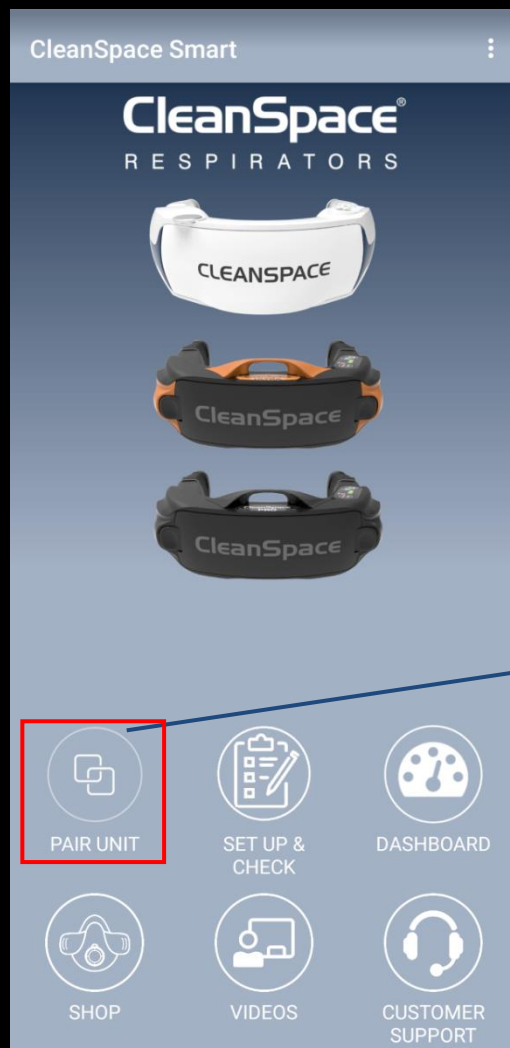 CleanSpace Smart
CleanSpace®
RESPIRATORS
CLEANSPACE
CleanSpace
CleanSpace
PAIR UNIT
SET UP &
CHECK
DASHBOARD
SHOP
VIDEOS
CUSTOMER
SUPPORT